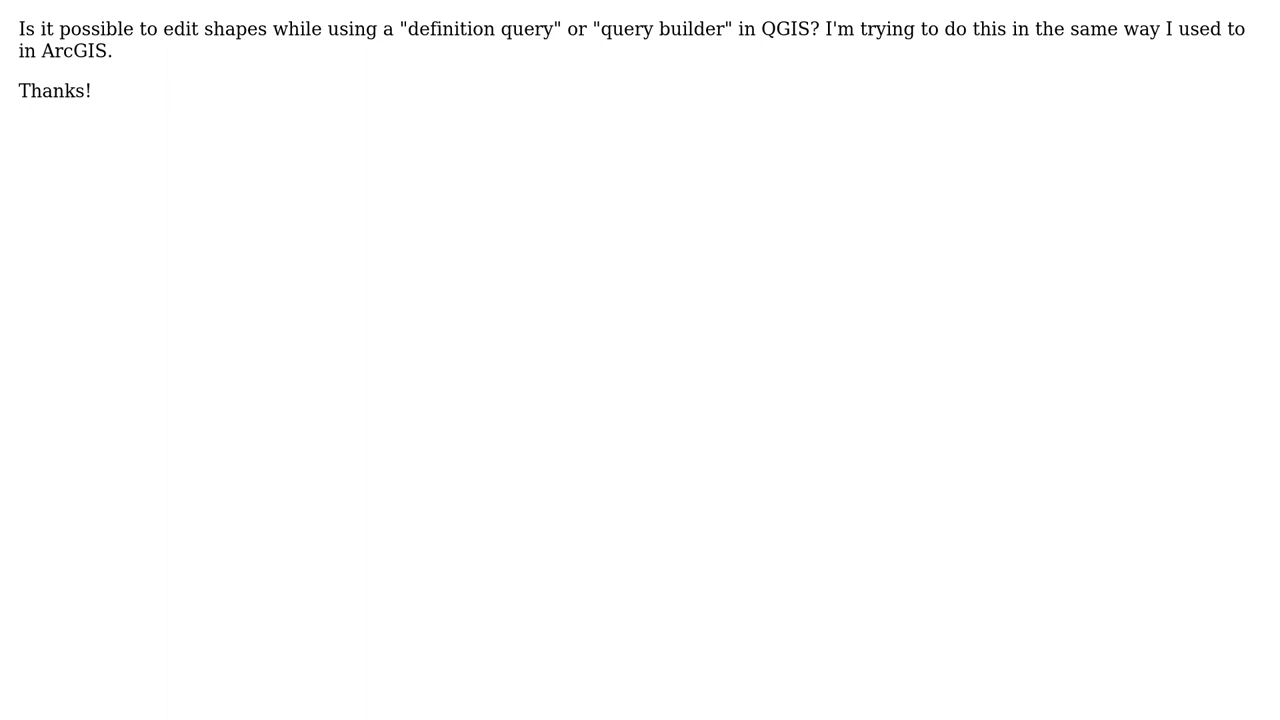 Is it possible to edit shapes while using a "definition query" or "query builder" in QGIS? I'm trying to do this in the same way I used to
in ArcGIS.
Thanks!